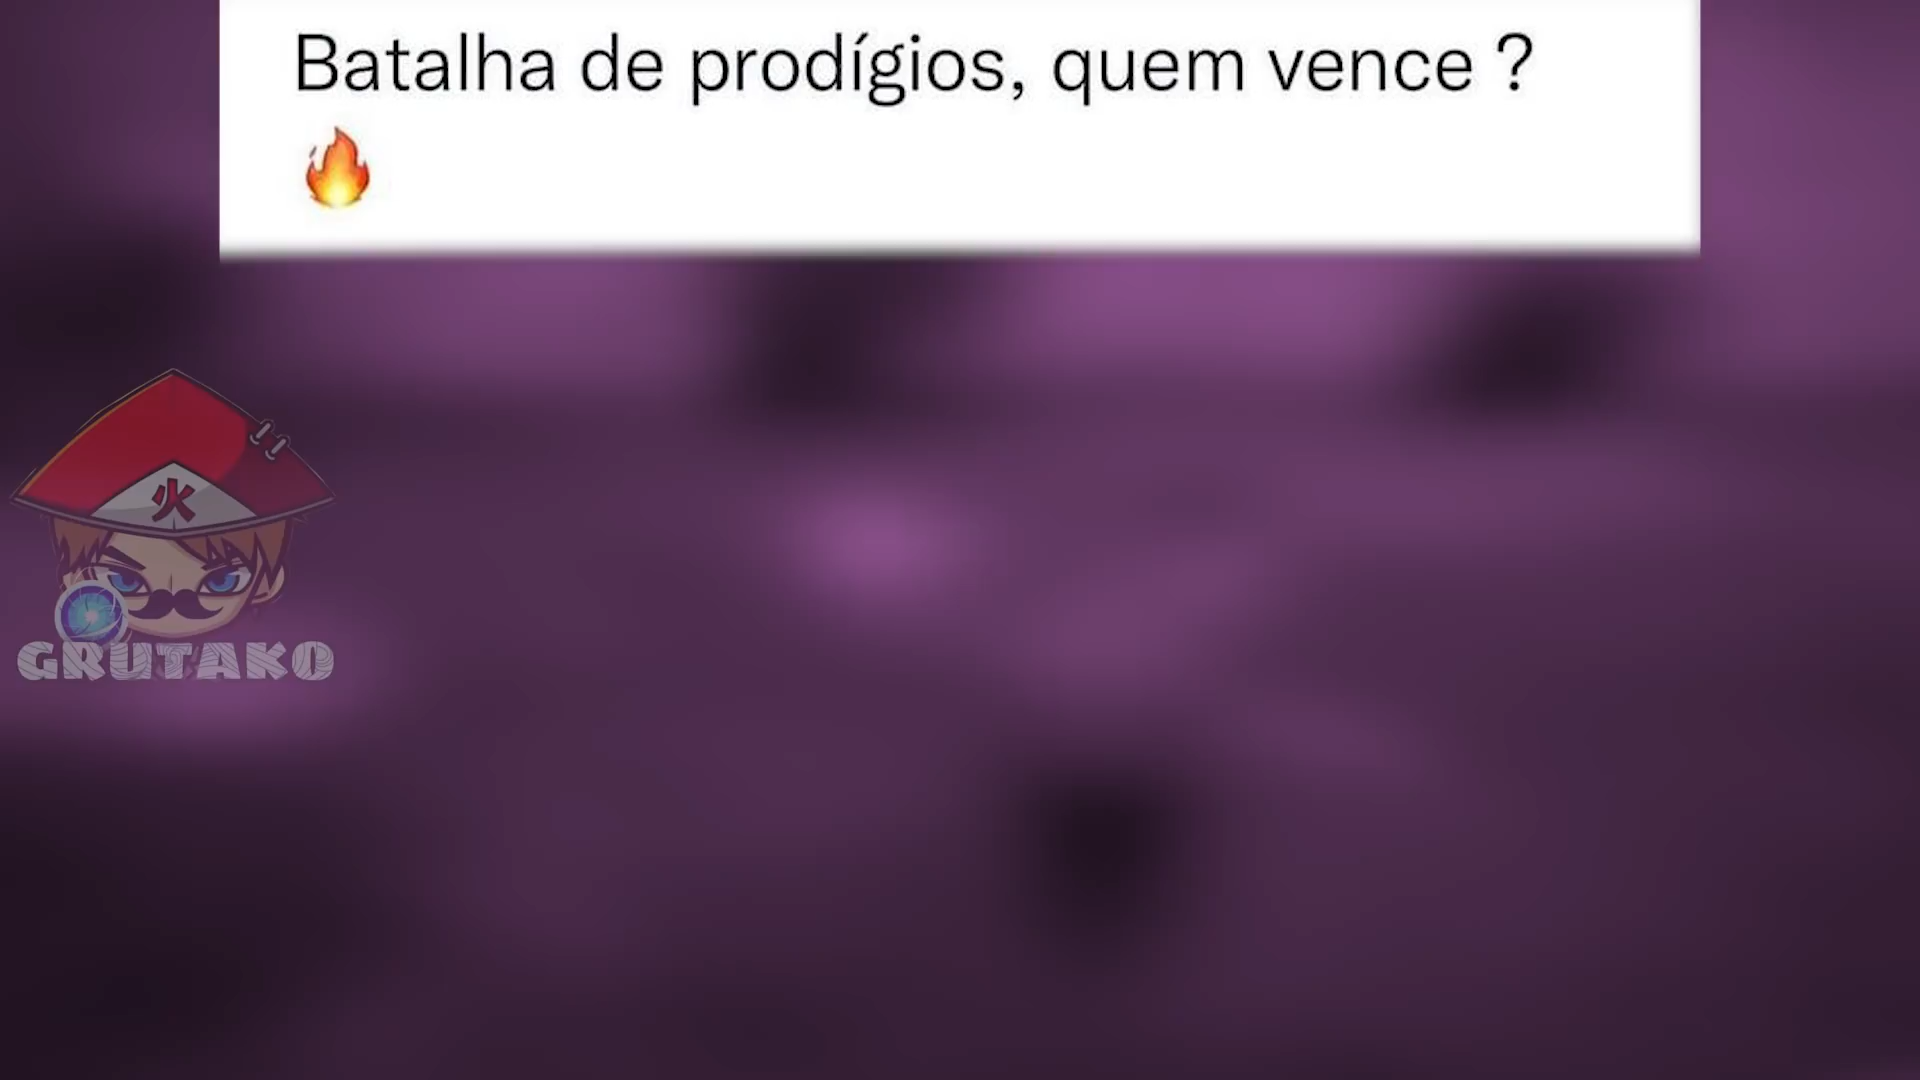 Batalha de prodígios, quem vence ?
🔥
火
GRUTAKO